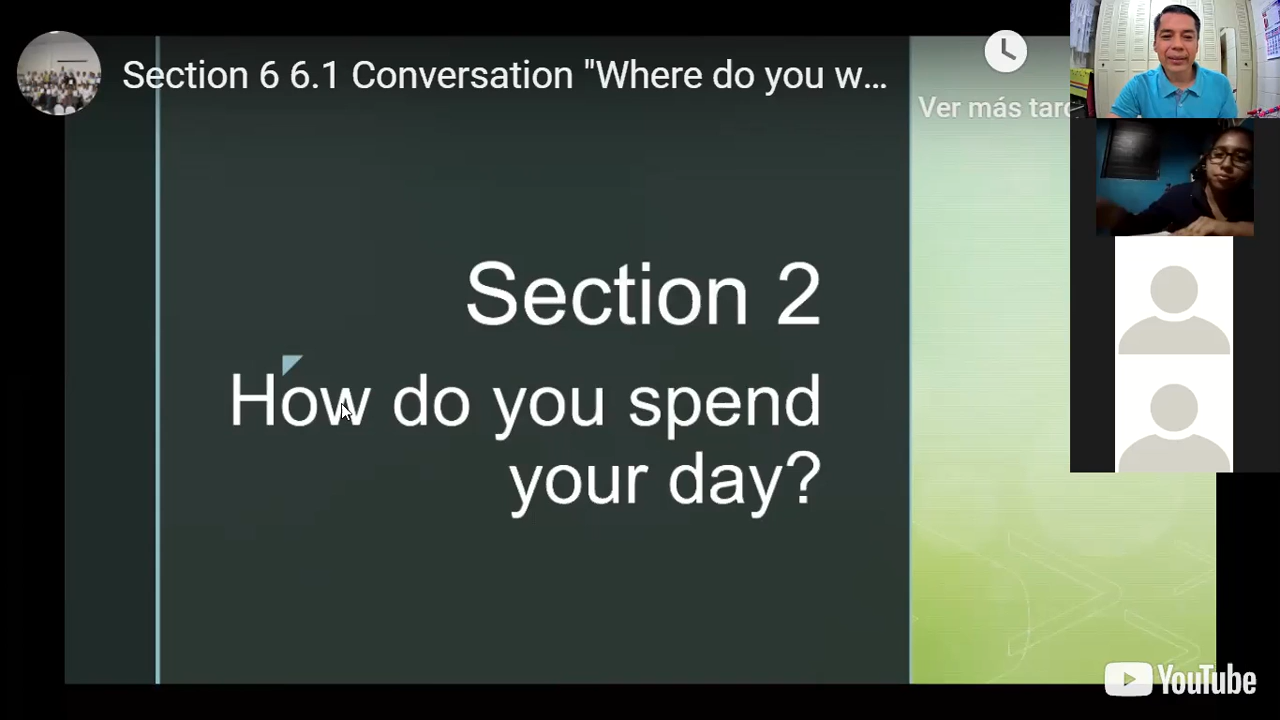 Section 6 6.1 Conversation "Where do you w...
Ver más tard
Section 2
How do you spend
your day?
YouTube